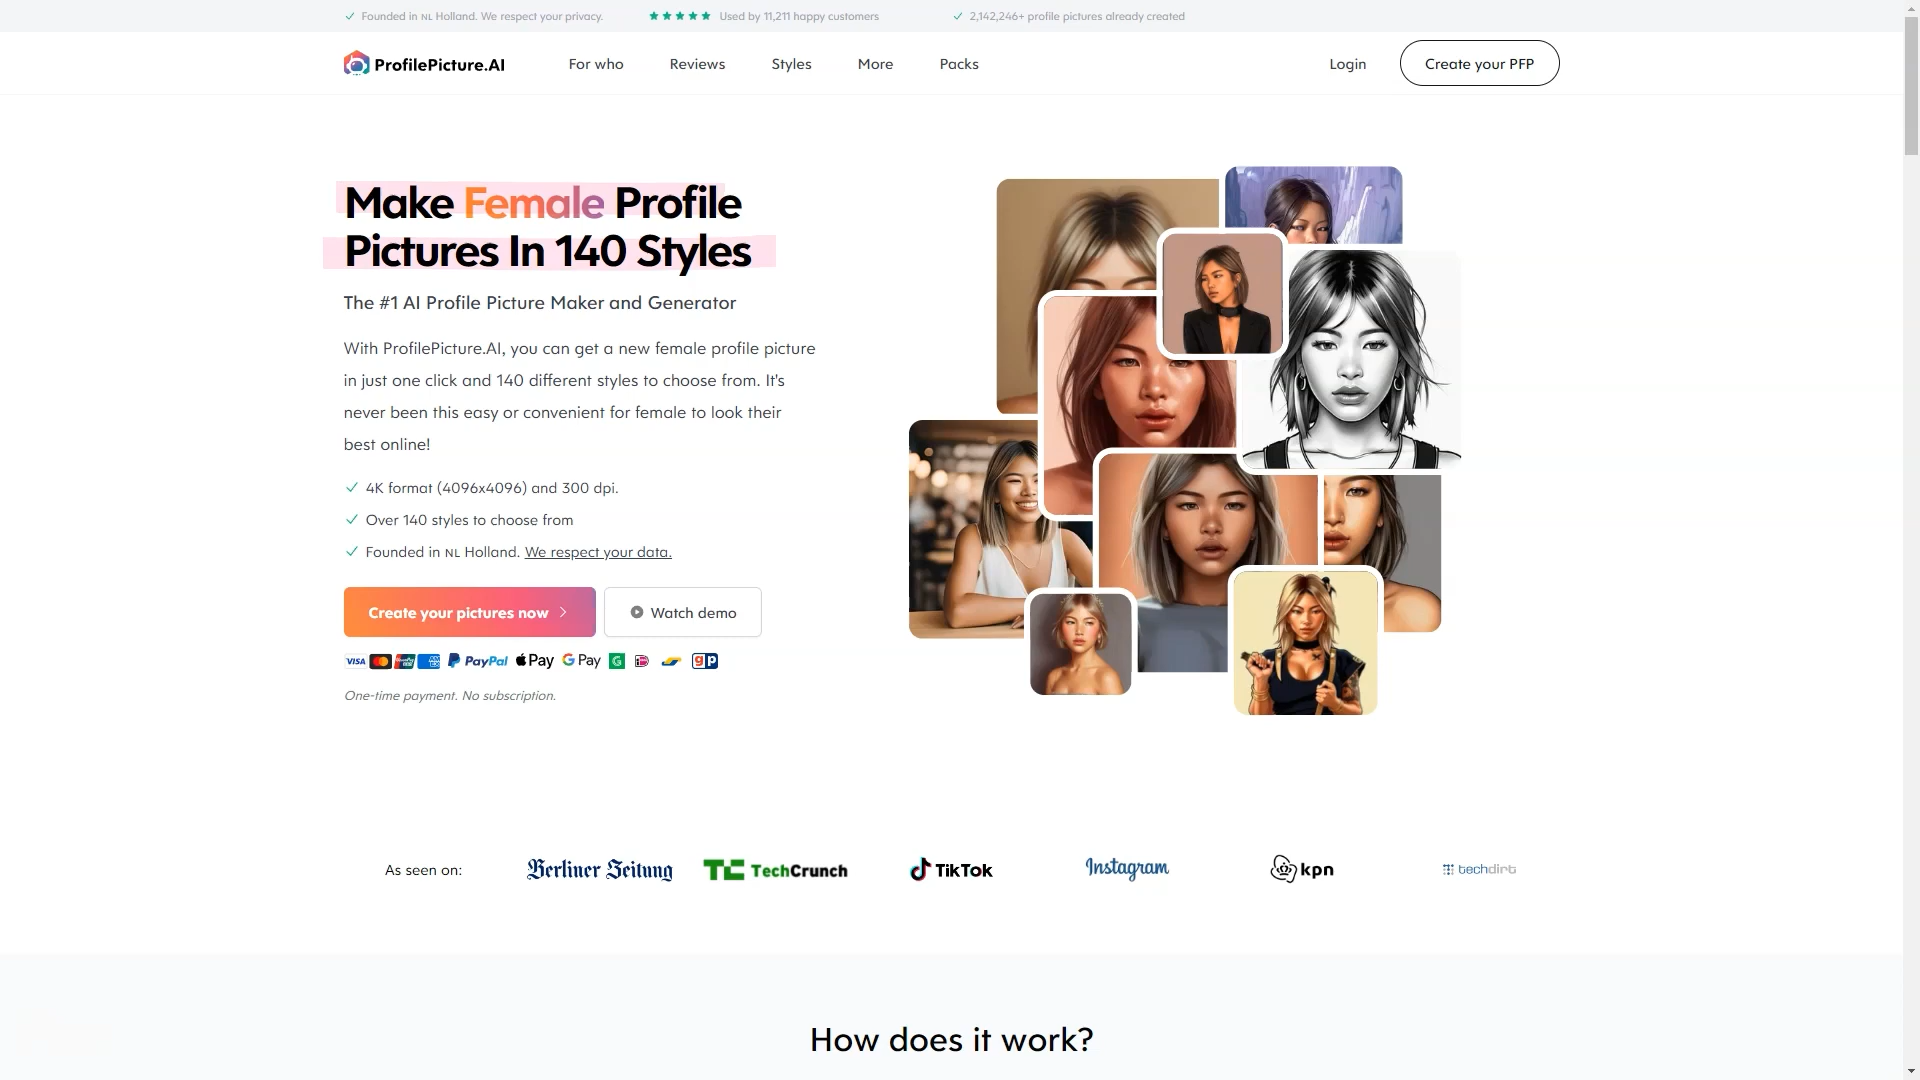 Founded in NL Holland. We respect your privacy.
Used by 11,211 happy customers
2,142,246+ profile pictures already created
ProfilePicture.AI
For who
Reviews
Styles
More
Packs
Login
Create your PFP
Make Female Profile
Pictures In 140 Styles
The #1 AI Profile Picture Maker and Generator
With ProfilePicture.AI, you can get a new female profile picture
in just one click and 140 different styles to choose from. It's
never been this easy or convenient for female to look their
best online!
4K format (4096x4096) and 300 dpi.
Over 140 styles to choose from
Founded in NL Holland. We respect your data.
Create your pictures now
Watch demo
VISA PayPal Pay G Pay G gp
One-time payment. No subscription.
As seen on:
Berliner Zeitung
TC TechCrunch
TikTok
Instagram
kpn
techdirt
How does it work?